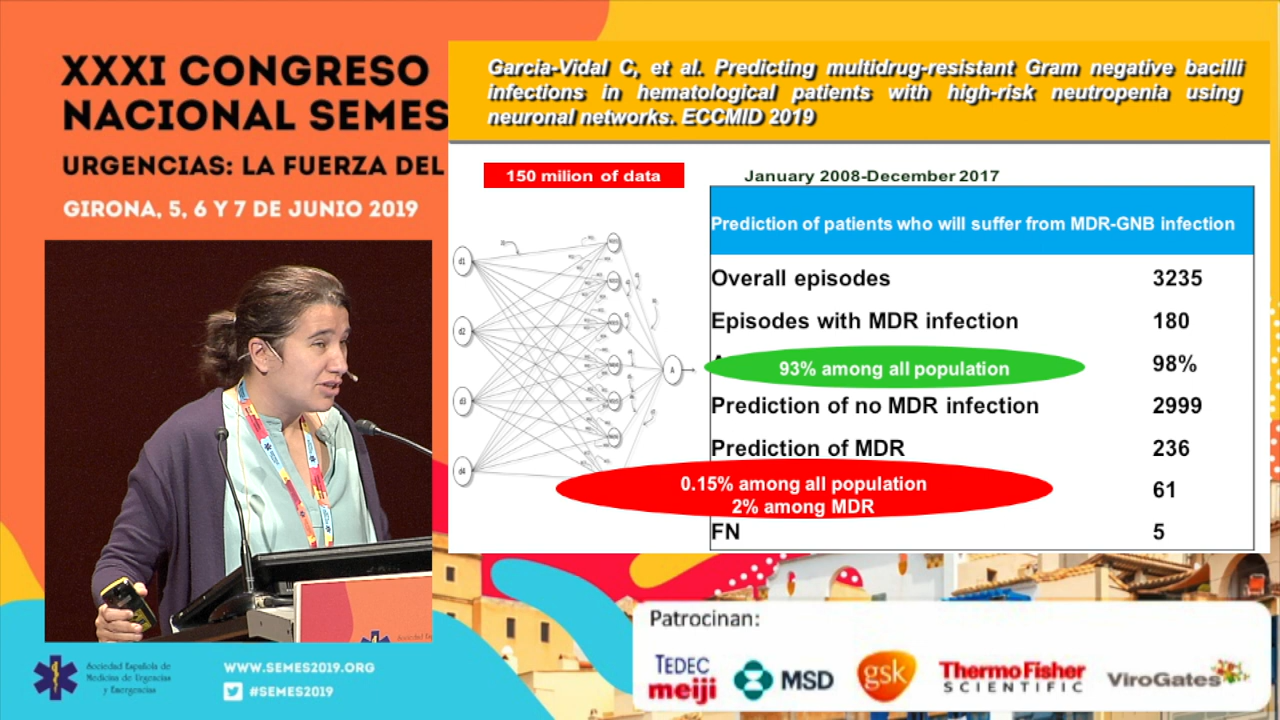 XXXI CONGRESO
NACIONAL SEMES
URGENCIAS: LA FUERZA DEL
GIRONA, 5, 6 Y 7 DE JUNIO 2019
Garcia-Vidal C, et al. Predicting multidrug-resistant Gram negative bacilli
infections in hematological patients with high-risk neutropenia using
neuronal networks. ECCMID 2019
150 milion of data
January 2008-December 2017
Prediction of patients who will suffer from MDR-GNB infection
Overall episodes 3235
Episodes with MDR infection 180
93% among all population 98%
Prediction of no MDR infection 2999
Prediction of MDR 236
0.15% among all population
2% among MDR
61
FN 5
d1
d2
d3
d4
A
Patrocinan:
TEDEC
meiji
MSD
gsk
ThermoFisher
SCIENTIFIC
ViroGates
Sociedad Española de
Medicina de Urgencias
y Emergencias
WWW.SEMES2019.ORG
#SEMES2019